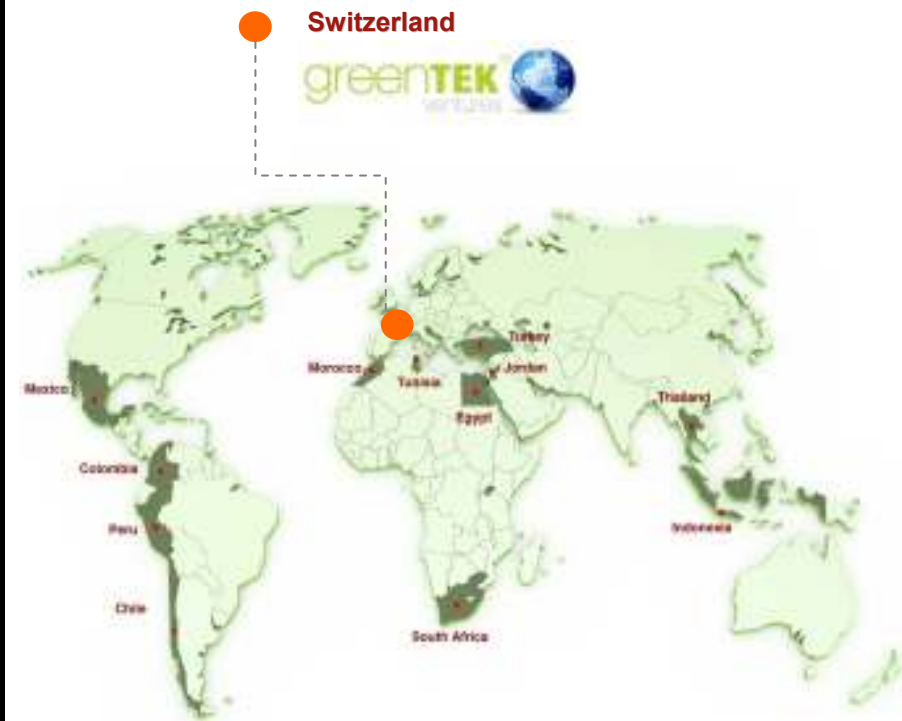 Switzerland
greenTEK
ventures
Turkey
Morocco
Jordan
Tunisia
Mexico
Egypt
Thailand
Colombia
Peru
Indonesia
Chile
South Africa